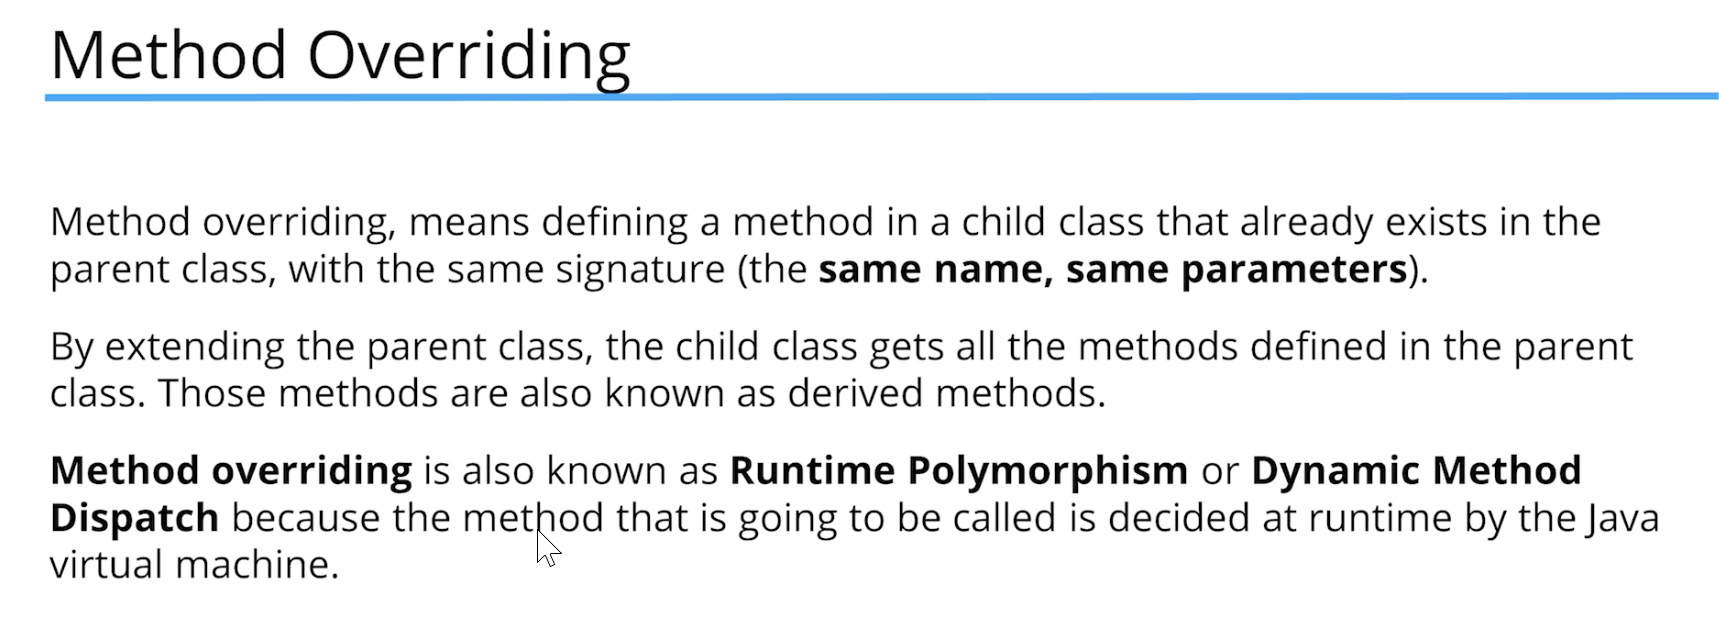 Method Overriding
Method overriding, means defining a method in a child class that already exists in the
parent class, with the same signature (the same name, same parameters).
By extending the parent class, the child class gets all the methods defined in the parent
class. Those methods are also known as derived methods.
Method overriding is also known as Runtime Polymorphism or Dynamic Method
Dispatch because the method that is going to be called is decided at runtime by the Java
virtual machine.